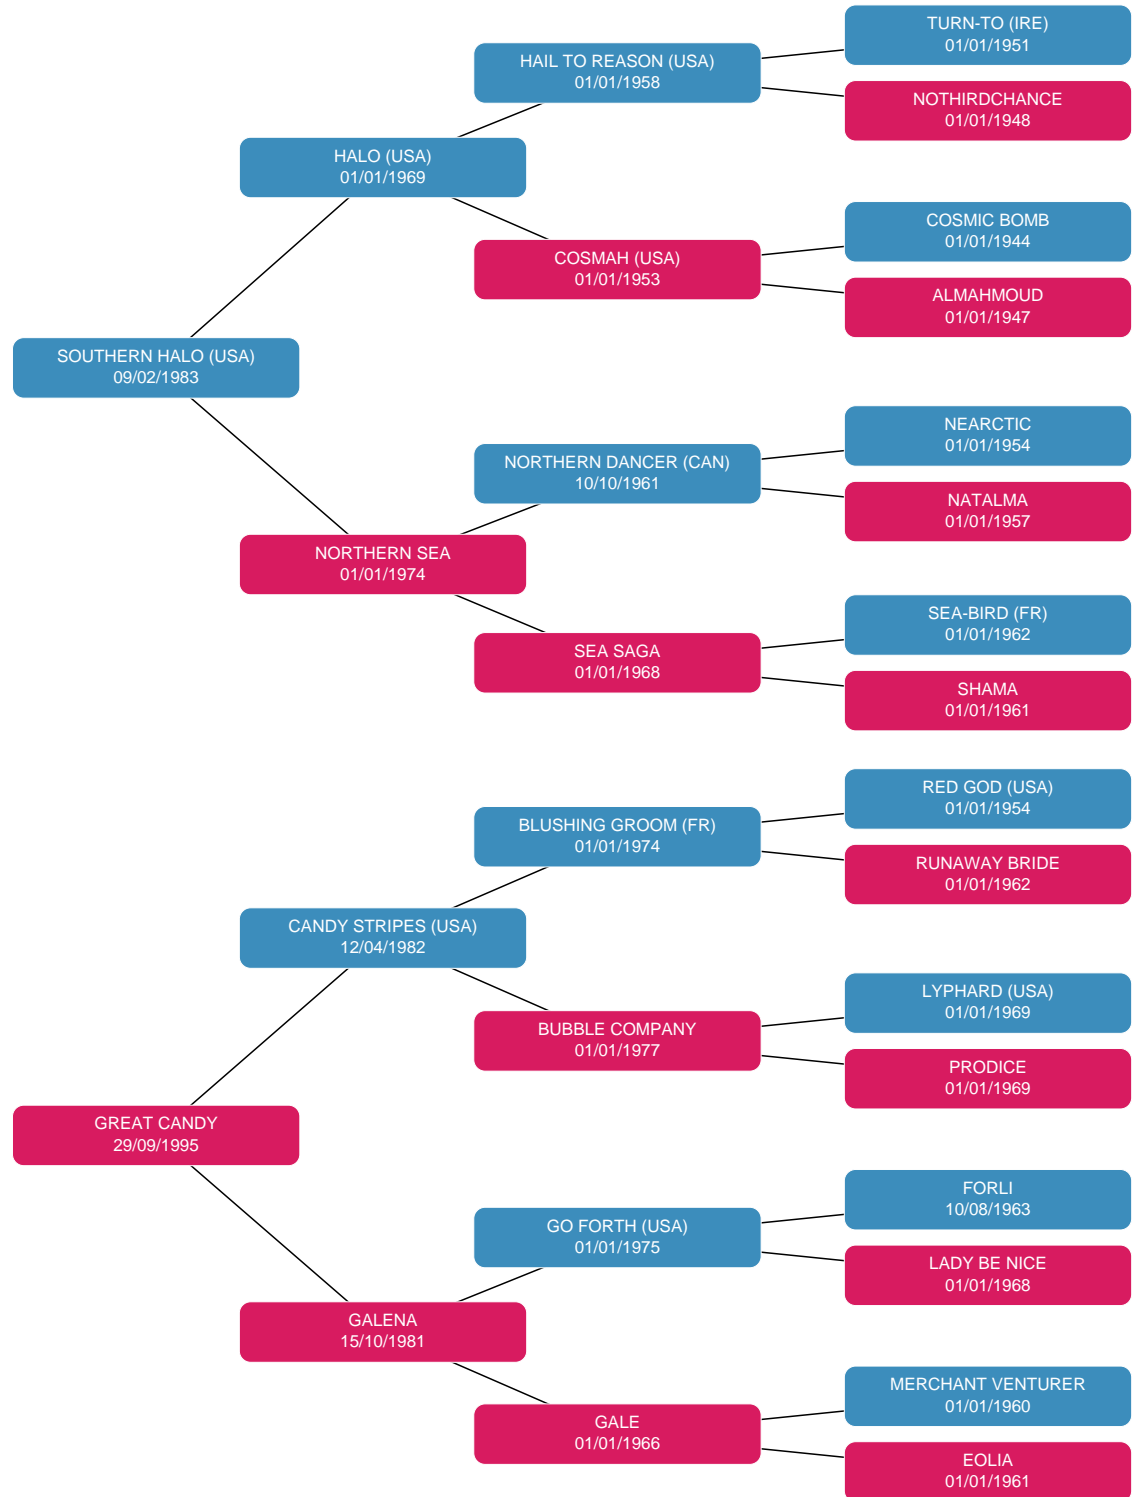 TURN-TO (IRE)
01/01/1951
HAIL TO REASON (USA)
01/01/1958
NOTHIRDCHANCE
01/01/1948
HALO (USA)
01/01/1969
COSMIC BOMB
01/01/1944
COSMAH (USA)
01/01/1953
ALMAHMOUD
01/01/1947
SOUTHERN HALO (USA)
09/02/1983
NEARCTIC
01/01/1954
NORTHERN DANCER (CAN)
10/10/1961
NATALMA
01/01/1957
NORTHERN SEA
01/01/1974
SEA-BIRD (FR)
01/01/1962
SEA SAGA
01/01/1968
SHAMA
01/01/1961
RED GOD (USA)
01/01/1954
BLUSHING GROOM (FR)
01/01/1974
RUNAWAY BRIDE
01/01/1962
CANDY STRIPES (USA)
12/04/1982
LYPHARD (USA)
01/01/1969
BUBBLE COMPANY
01/01/1977
PRODICE
01/01/1969
GREAT CANDY
29/09/1995
FORLI
10/08/1963
GO FORTH (USA)
01/01/1975
LADY BE NICE
01/01/1968
GALENA
15/10/1981
MERCHANT VENTURER
01/01/1960
GALE
01/01/1966
EOLIA
01/01/1961